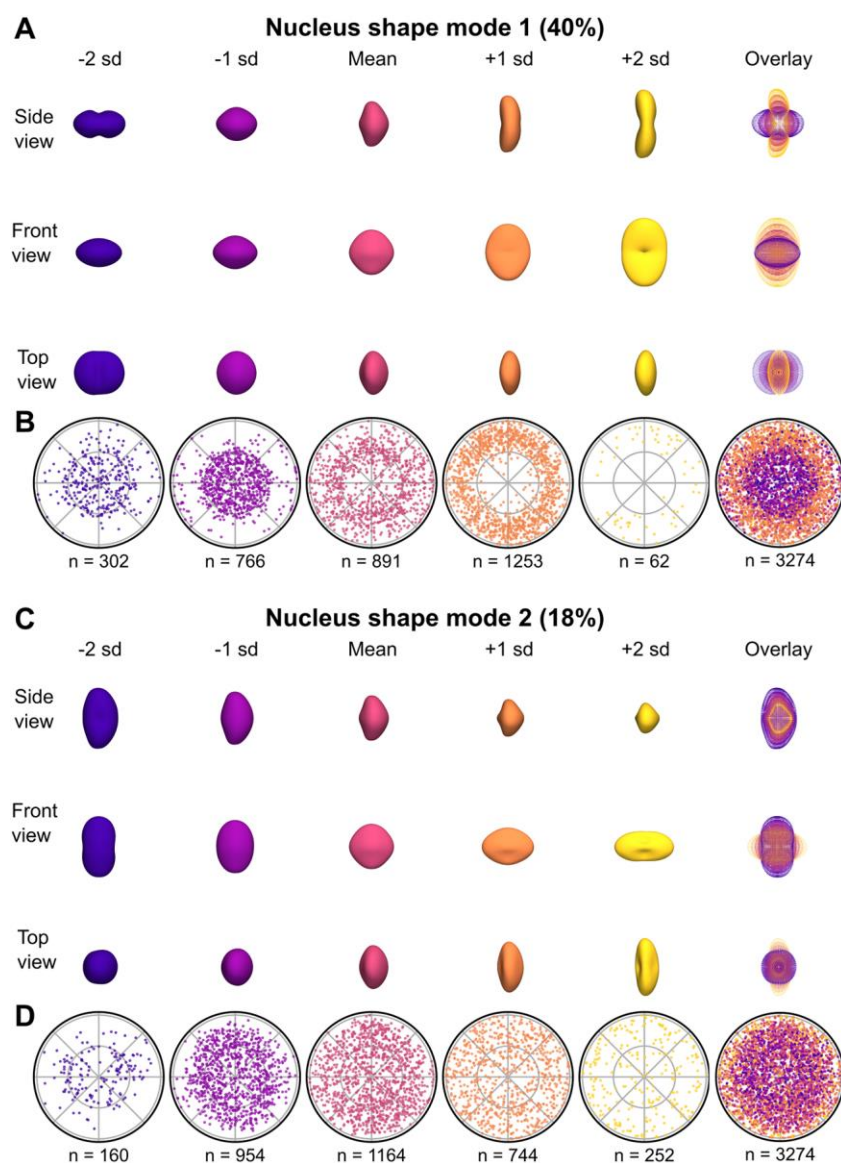 A
Nucleus shape mode 1 (40%)
-2 sd -1 sd Mean +1 sd +2 sd Overlay
Side
view
Front
view
Top
view
B
n = 302 n = 766 n = 891 n = 1253 n = 62 n = 3274
C
Nucleus shape mode 2 (18%)
-2 sd -1 sd Mean +1 sd +2 sd Overlay
Side
view
Front
view
Top
view
D
n = 160 n = 954 n = 1164 n = 744 n = 252 n = 3274